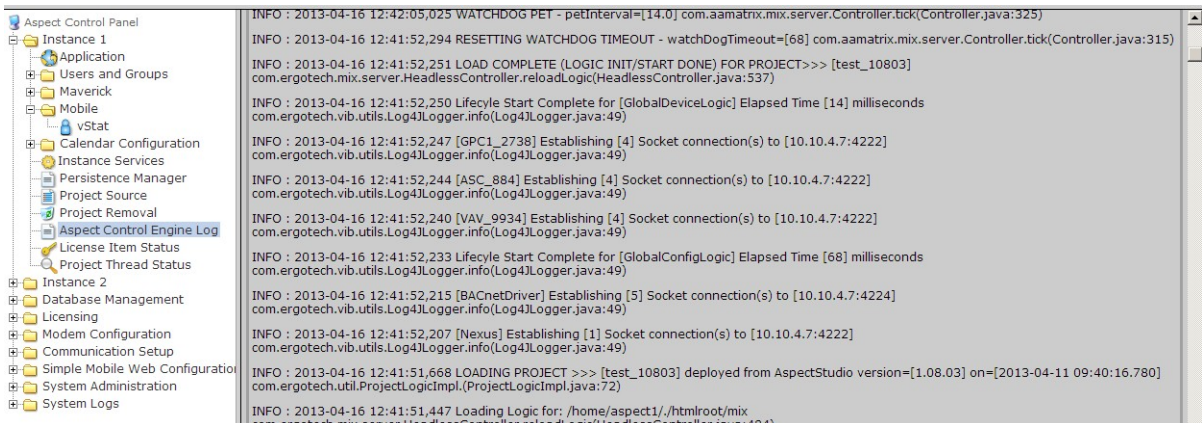 Aspect Control Panel
Instance 1
Application
Users and Groups
Maverick
Mobile
vStat
Calendar Configuration
Instance Services
Persistence Manager
Project Source
Project Removal
Aspect Control Engine Log
License Item Status
Project Thread Status
Instance 2
Database Management
Licensing
Modem Configuration
Communication Setup
Simple Mobile Web Configuration
System Administration
System Logs
INFO : 2013-04-16 12:42:05,025 WATCHDOG PET - petInterval=[14.0] com.aamatrix.mix.server.Controller.tick(Controller.java:325)
INFO : 2013-04-16 12:41:52,294 RESETTING WATCHDOG TIMEOUT - watchDogTimeout=[68] com.aamatrix.mix.server.Controller.tick(Controller.java:315)
INFO : 2013-04-16 12:41:52,251 LOAD COMPLETE (LOGIC INIT/START DONE) FOR PROJECT>>> [test_10803]
com.ergotech.mix.server.HeadlessController.reloadLogic(HeadlessController.java:537)
INFO : 2013-04-16 12:41:52,250 Lifecyle Start Complete for [GlobalDeviceLogic] Elapsed Time [14] milliseconds
com.ergotech.vib.utils.Log4JLogger.info(Log4JLogger.java:49)
INFO : 2013-04-16 12:41:52,247 [GPC1_2738] Establishing [4] Socket connection(s) to [10.10.4.7:4222]
com.ergotech.vib.utils.Log4JLogger.info(Log4JLogger.java:49)
INFO : 2013-04-16 12:41:52,244 [ASC_884] Establishing [4] Socket connection(s) to [10.10.4.7:4222]
com.ergotech.vib.utils.Log4JLogger.info(Log4JLogger.java:49)
INFO : 2013-04-16 12:41:52,240 [VAV_9934] Establishing [4] Socket connection(s) to [10.10.4.7:4222]
com.ergotech.vib.utils.Log4JLogger.info(Log4JLogger.java:49)
INFO : 2013-04-16 12:41:52,233 Lifecyle Start Complete for [GlobalConfigLogic] Elapsed Time [68] milliseconds
com.ergotech.vib.utils.Log4JLogger.info(Log4JLogger.java:49)
INFO : 2013-04-16 12:41:52,215 [BACnetDriver] Establishing [5] Socket connection(s) to [10.10.4.7:4224]
com.ergotech.vib.utils.Log4JLogger.info(Log4JLogger.java:49)
INFO : 2013-04-16 12:41:52,207 [Nexus] Establishing [1] Socket connection(s) to [10.10.4.7:4222]
com.ergotech.vib.utils.Log4JLogger.info(Log4JLogger.java:49)
INFO : 2013-04-16 12:41:51,668 LOADING PROJECT >>> [test_10803] deployed from AspectStudio version=[1.08.03] on=[2013-04-11 09:40:16.780]
com.ergotech.util.ProjectLogicImpl.(ProjectLogicImpl.java:72)
INFO : 2013-04-16 12:41:51,447 Loading Logic for: /home/aspect1/./htmlroot/mix